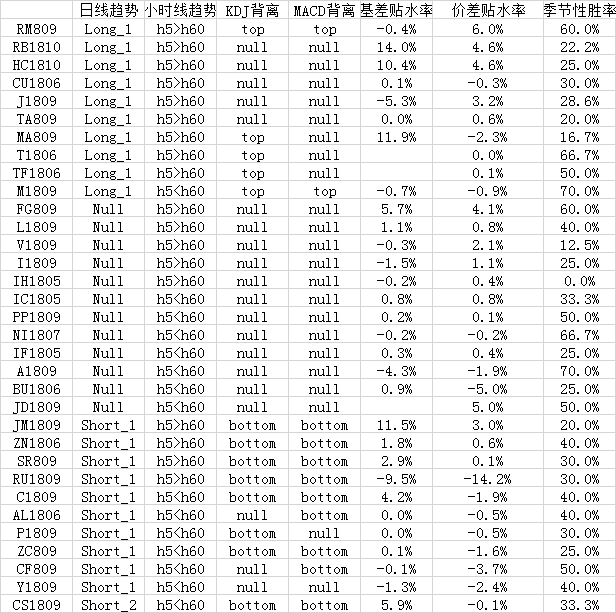 日线趋势 小时线趋势 KDJ背离 MACD背离 基差贴水率 价差贴水率 季节性胜率
RM809 Long_1 h5>h60 top top -0.4% 6.0% 60.0%
RB1810 Long_1 h5>h60 null null 14.0% 4.6% 22.2%
HC1810 Long_1 h5>h60 null null 10.4% 4.6% 25.0%
CU1806 Long_1 h5>h60 null null 0.1% -0.3% 30.0%
J1809 Long_1 h5>h60 null null -5.3% 3.2% 28.6%
TA809 Long_1 h5>h60 null null 0.0% 0.6% 20.0%
MA809 Long_1 h5>h60 top null 11.9% -2.3% 16.7%
T1806 Long_1 h5>h60 top null 0.0% 66.7%
TF1806 Long_1 h5>h60 top null 0.1% 50.0%
M1809 Long_1 h5>h60 top top -0.7% -0.9% 70.0%
FG809 Null h5>h60 null null 5.7% 4.1% 60.0%
L1809 Null h5>h60 null null 1.1% 0.8% 40.0%
V1809 Null h5>h60 null null -0.3% 2.1% 12.5%
I1809 Null h5>h60 null null -1.5% 1.1% 25.0%
IH1805 Null h5>h60 null null -0.2% 0.4% 0.0%
IC1805 Null h5<h60 null null 0.8% 0.8% 33.3%
PP1809 Null h5<h60 null null 0.2% 0.1% 50.0%
NI1807 Null h5<h60 null null -0.2% -0.2% 66.7%
IF1805 Null h5<h60 null null 0.3% 0.4% 25.0%
A1809 Null h5<h60 null null -4.3% -1.9% 70.0%
BU1806 Null h5<h60 null null 0.9% -5.0% 25.0%
JD1809 Null h5<h60 null null 5.0% 50.0%
JM1809 Short_1 h5>h60 bottom bottom 11.5% 3.0% 20.0%
ZN1806 Short_1 h5>h60 bottom bottom 1.8% 0.6% 40.0%
SR809 Short_1 h5>h60 bottom bottom 2.9% 0.1% 30.0%
RU1809 Short_1 h5>h60 bottom bottom -9.5% -14.2% 30.0%
C1809 Short_1 h5<h60 bottom bottom 4.2% -1.9% 40.0%
AL1806 Short_1 h5<h60 null bottom 0.0% -0.5% 40.0%
P1809 Short_1 h5<h60 bottom null 0.0% -0.5% 30.0%
ZC809 Short_1 h5<h60 bottom bottom 0.1% -1.6% 25.0%
CF809 Short_1 h5<h60 null bottom -0.1% -3.7% 50.0%
Y1809 Short_1 h5<h60 null null -1.3% -2.4% 40.0%
CS1809 Short_2 h5<h60 bottom bottom 5.9% -0.1% 33.3%